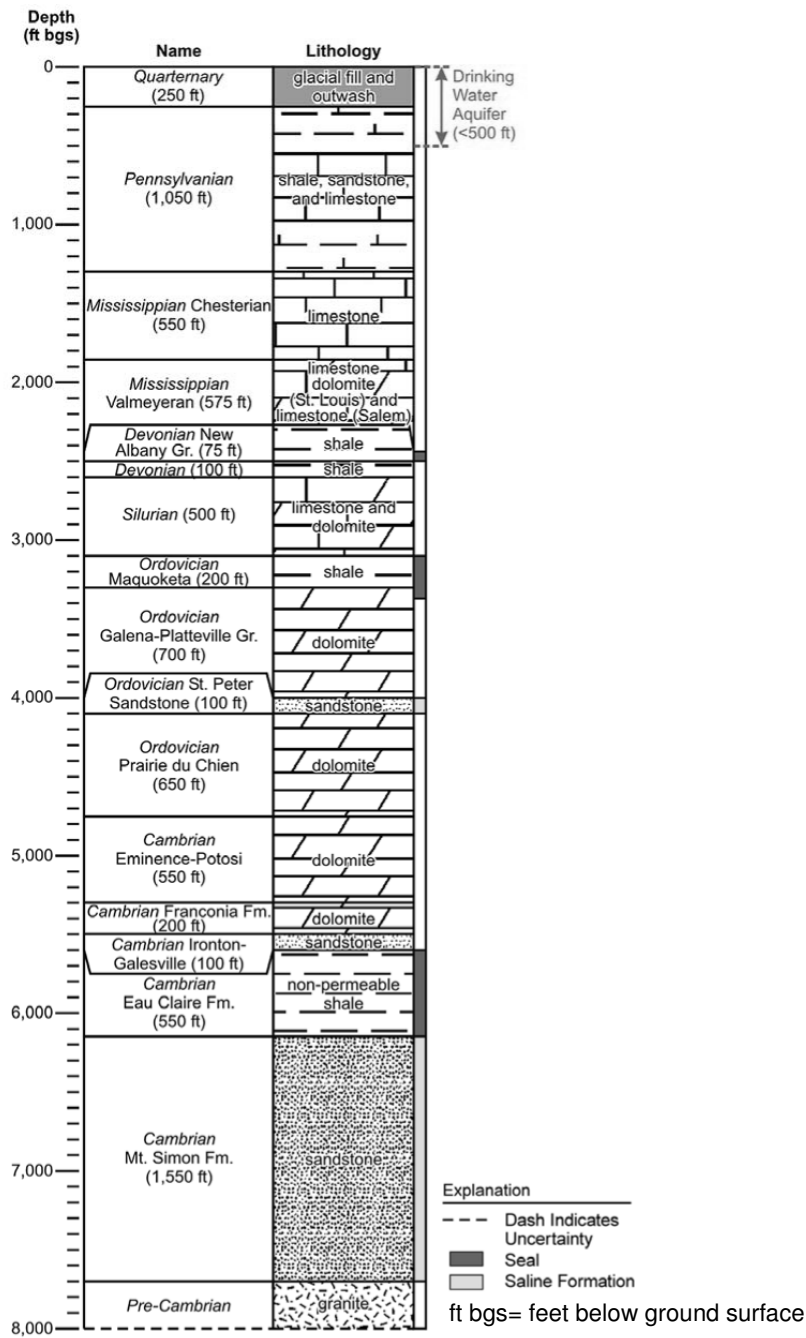 Depth
(ft bgs)
Name
Lithology
0
Quarternary
(250 ft)
glacial fill and
outwash
Drinking
Water
Aquifer
(<500 ft)
Pennsylvanian
(1,050 ft)
shale, sandstone,
and limestone
1,000
Mississippian Chesterian
(550 ft)
limestone
2,000
Mississippian
Valmeyeran (575 ft)
limestone
dolomite
(St. Louis) and
limestone (Salem)
Devonian New
Albany Gr. (75 ft)
shale
Devonian (100 ft)
shale
Silurian (500 ft)
limestone and
dolomite
3,000
Ordovician
Maquoketa (200 ft)
shale
Ordovician
Galena-Platteville Gr.
(700 ft)
dolomite
4,000
Ordovician St. Peter
Sandstone (100 ft)
sandstone
Ordovician
Prairie du Chien
(650 ft)
dolomite
5,000
Cambrian
Eminence-Potosi
(550 ft)
dolomite
Cambrian Franconia Fm.
(200 ft)
dolomite
Cambrian Ironton-
Galesville (100 ft)
sandstone
6,000
Cambrian
Eau Claire Fm.
(550 ft)
non-permeable
shale
7,000
Cambrian
Mt. Simon Fm.
(1,550 ft)
sandstone
Pre-Cambrian
granite
8,000
Explanation
Dash Indicates
Uncertainty
Seal
Saline Formation
ft bgs= feet below ground surface